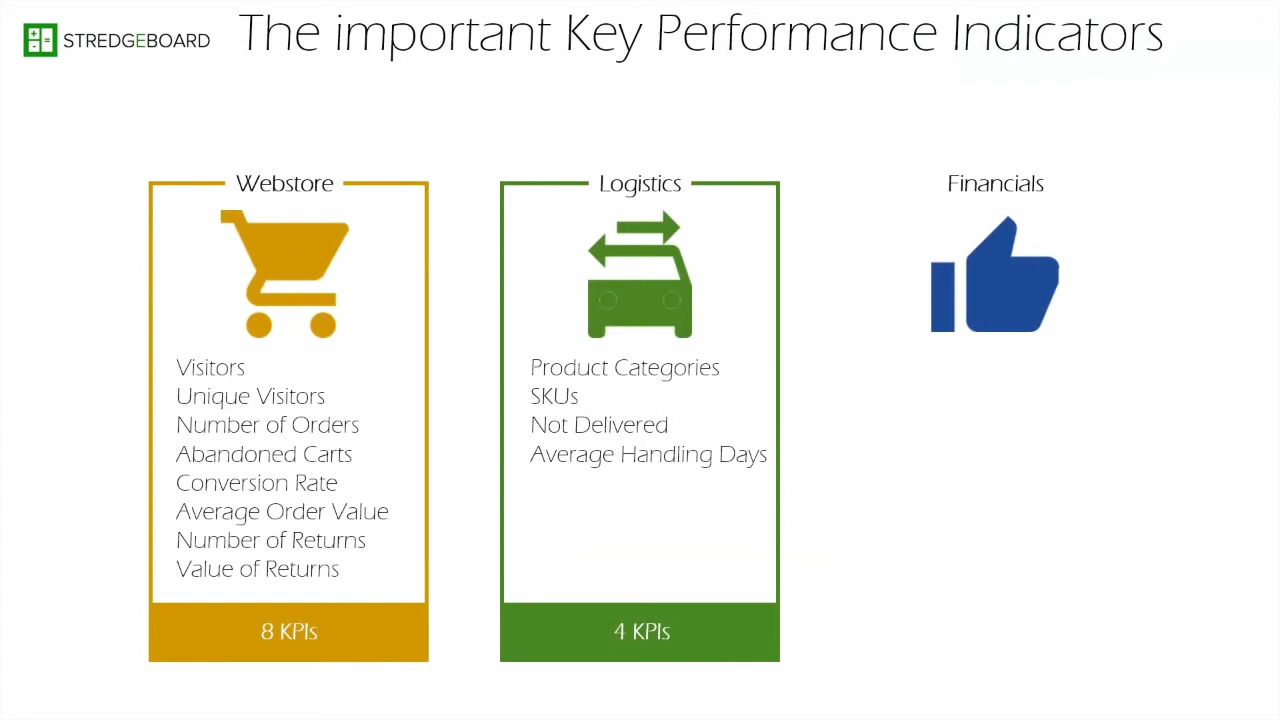 STREDGEBOARD
The important Key Performance Indicators
Webstore
Visitors
Unique Visitors
Number of Orders
Abandoned Carts
Conversion Rate
Average Order Value
Number of Returns
Value of Returns
8 KPIs
Logistics
Product Categories
SKUs
Not Delivered
Average Handling Days
4 KPIs
Financials